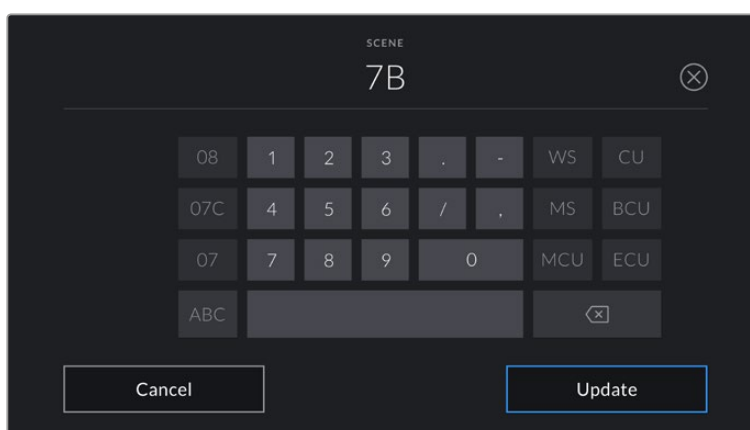 SCENE
7B
08 1 2 3 . - WS CU
07C 4 5 6 / , MS BCU
07 7 8 9 0 MCU ECU
ABC
Cancel Update